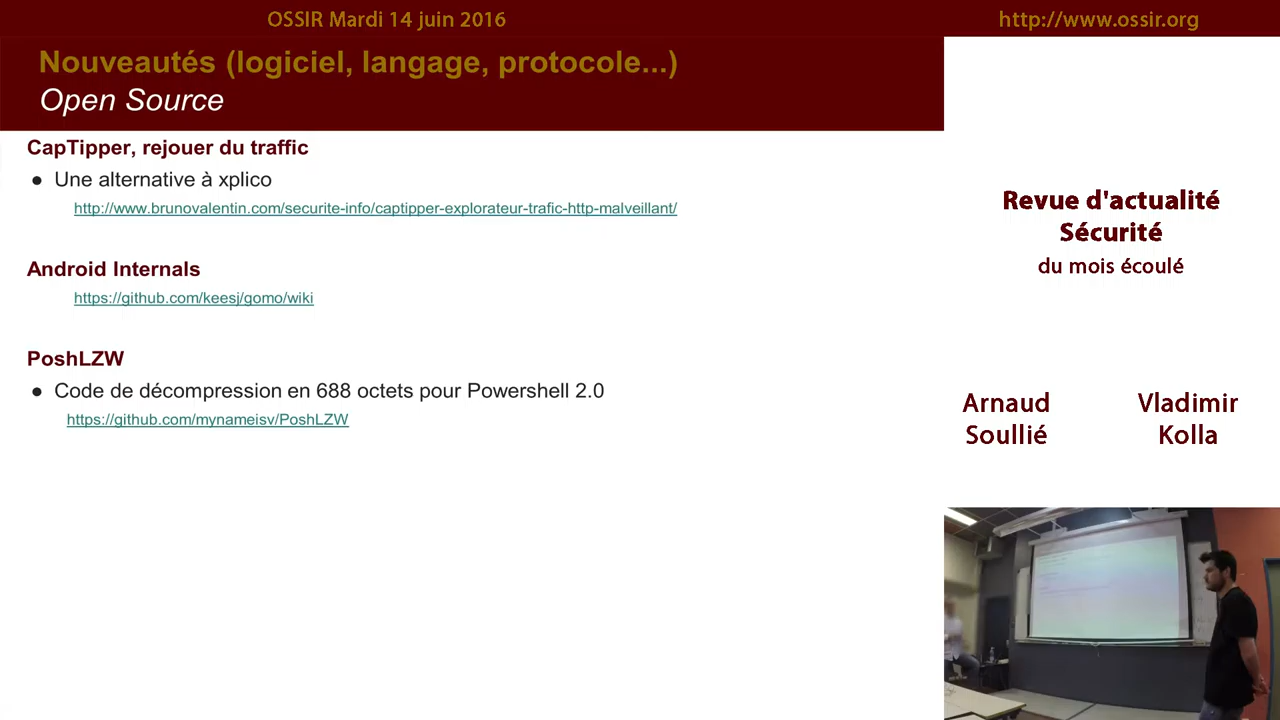 OSSIR Mardi 14 juin 2016
http://www.ossir.org
Nouveautés (logiciel, langage, protocole...)
Open Source
CapTipper, rejouer du traffic
● Une alternative à xplico
http://www.brunovalentin.com/securite-info/captipper-explorateur-trafic-http-malveillant/
Android Internals
https://github.com/keesj/gomo/wiki
PoshLZW
● Code de décompression en 688 octets pour Powershell 2.0
https://github.com/mynameisv/PoshLZW
Revue d'actualité
Sécurité
du mois écoulé
Arnaud
Soullié
Vladimir
Kolla